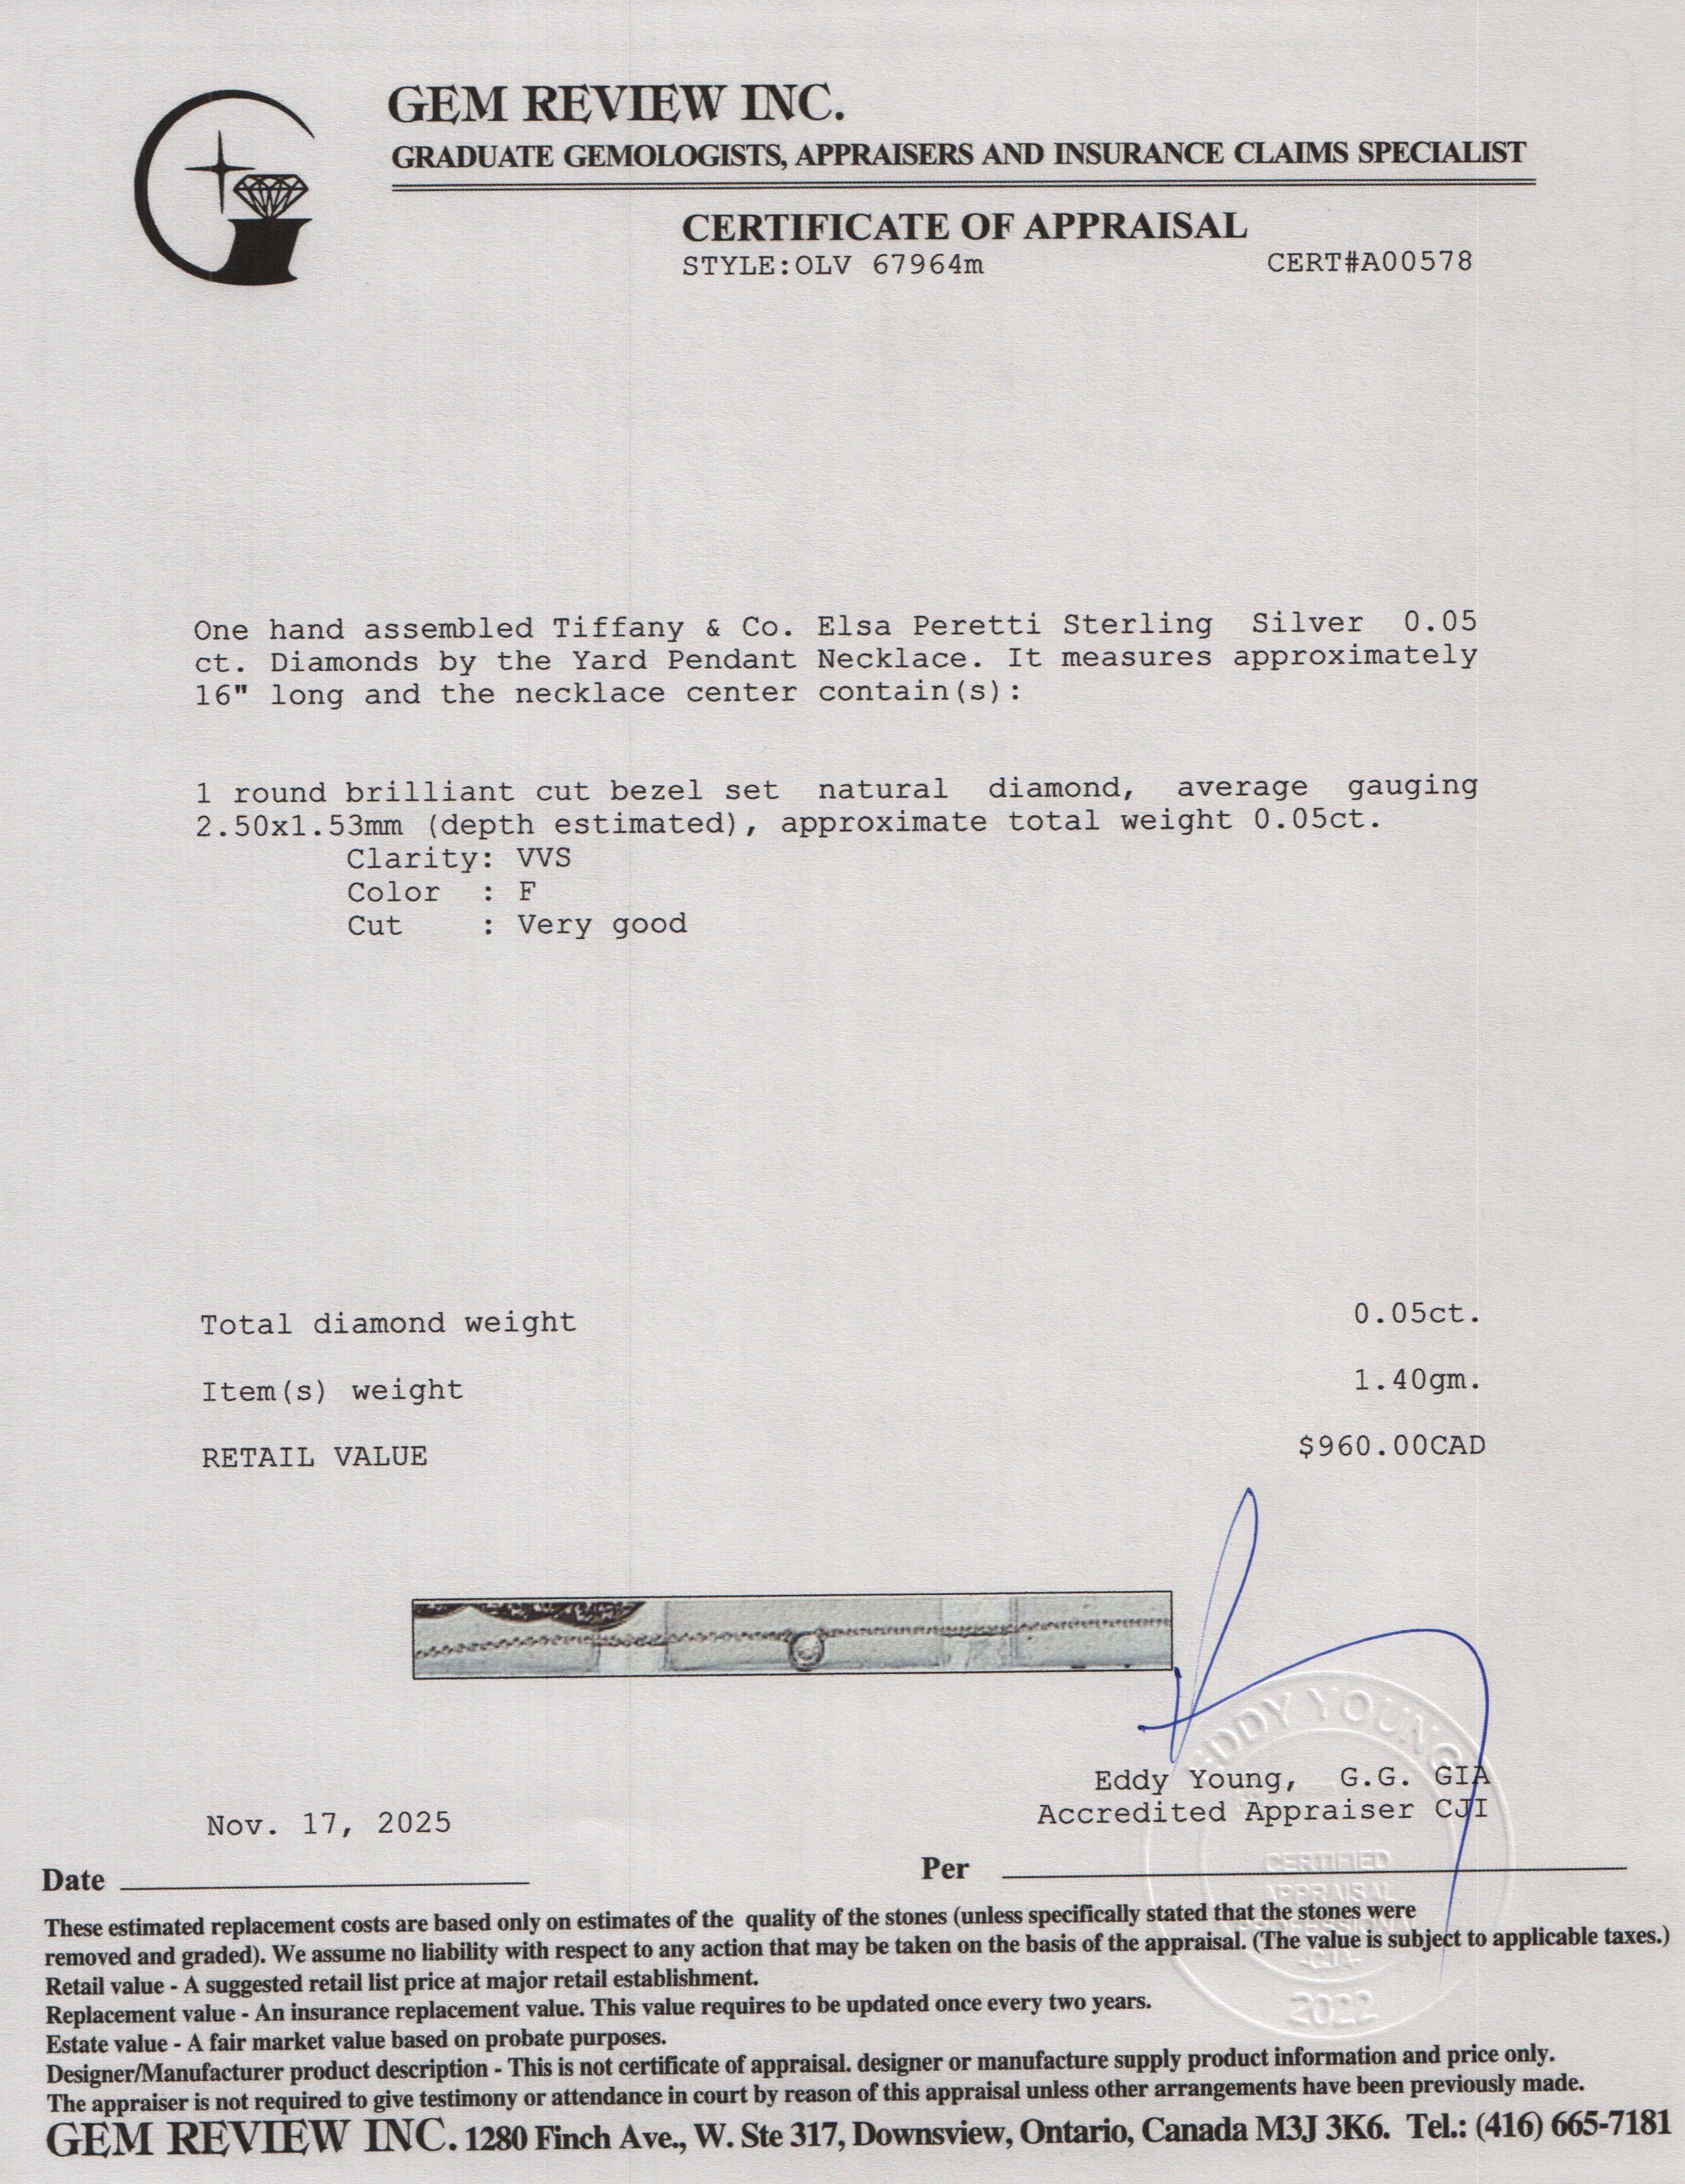 GEM REVIEW INC.
GRADUATE GEMOLOGISTS, APPRAISERS AND INSURANCE CLAIMS SPECIALIST
CERTIFICATE OF APPRAISAL
STYLE:OLV 67964m CERT#A00578
One hand assembled Tiffany & Co. Elsa Peretti Sterling Silver 0.05
ct. Diamonds by the Yard Pendant Necklace. It measures approximately
16" long and the necklace center contain(s):
1 round brilliant cut bezel set natural diamond, average gauging
2.50x1.53mm (depth estimated), approximate total weight 0.05ct.
Clarity: VVS
Color : F
Cut : Very good
Total diamond weight 0.05ct.
Item(s) weight 1.40gm.
RETAIL VALUE $960.00CAD
EDDY YOUNG
Eddy Young, G.G. GIA
Accredited Appraiser CJI
Nov. 17, 2025
CERTIFIED
APPRAISAL
PROFESSIONAL
-CJA-
2022
Date Per
These estimated replacement costs are based only on estimates of the quality of the stones (unless specifically stated that the stones were
removed and graded). We assume no liability with respect to any action that may be taken on the basis of the appraisal. (The value is subject to applicable taxes.)
Retail value - A suggested retail list price at major retail establishment.
Replacement value - An insurance replacement value. This value requires to be updated once every two years.
Estate value - A fair market value based on probate purposes.
Designer/Manufacturer product description - This is not certificate of appraisal. designer or manufacture supply product information and price only.
The appraiser is not required to give testimony or attendance in court by reason of this appraisal unless other arrangements have been previously made.
GEM REVIEW INC. 1280 Finch Ave., W. Ste 317, Downsview, Ontario, Canada M3J 3K6. Tel.: (416) 665-7181